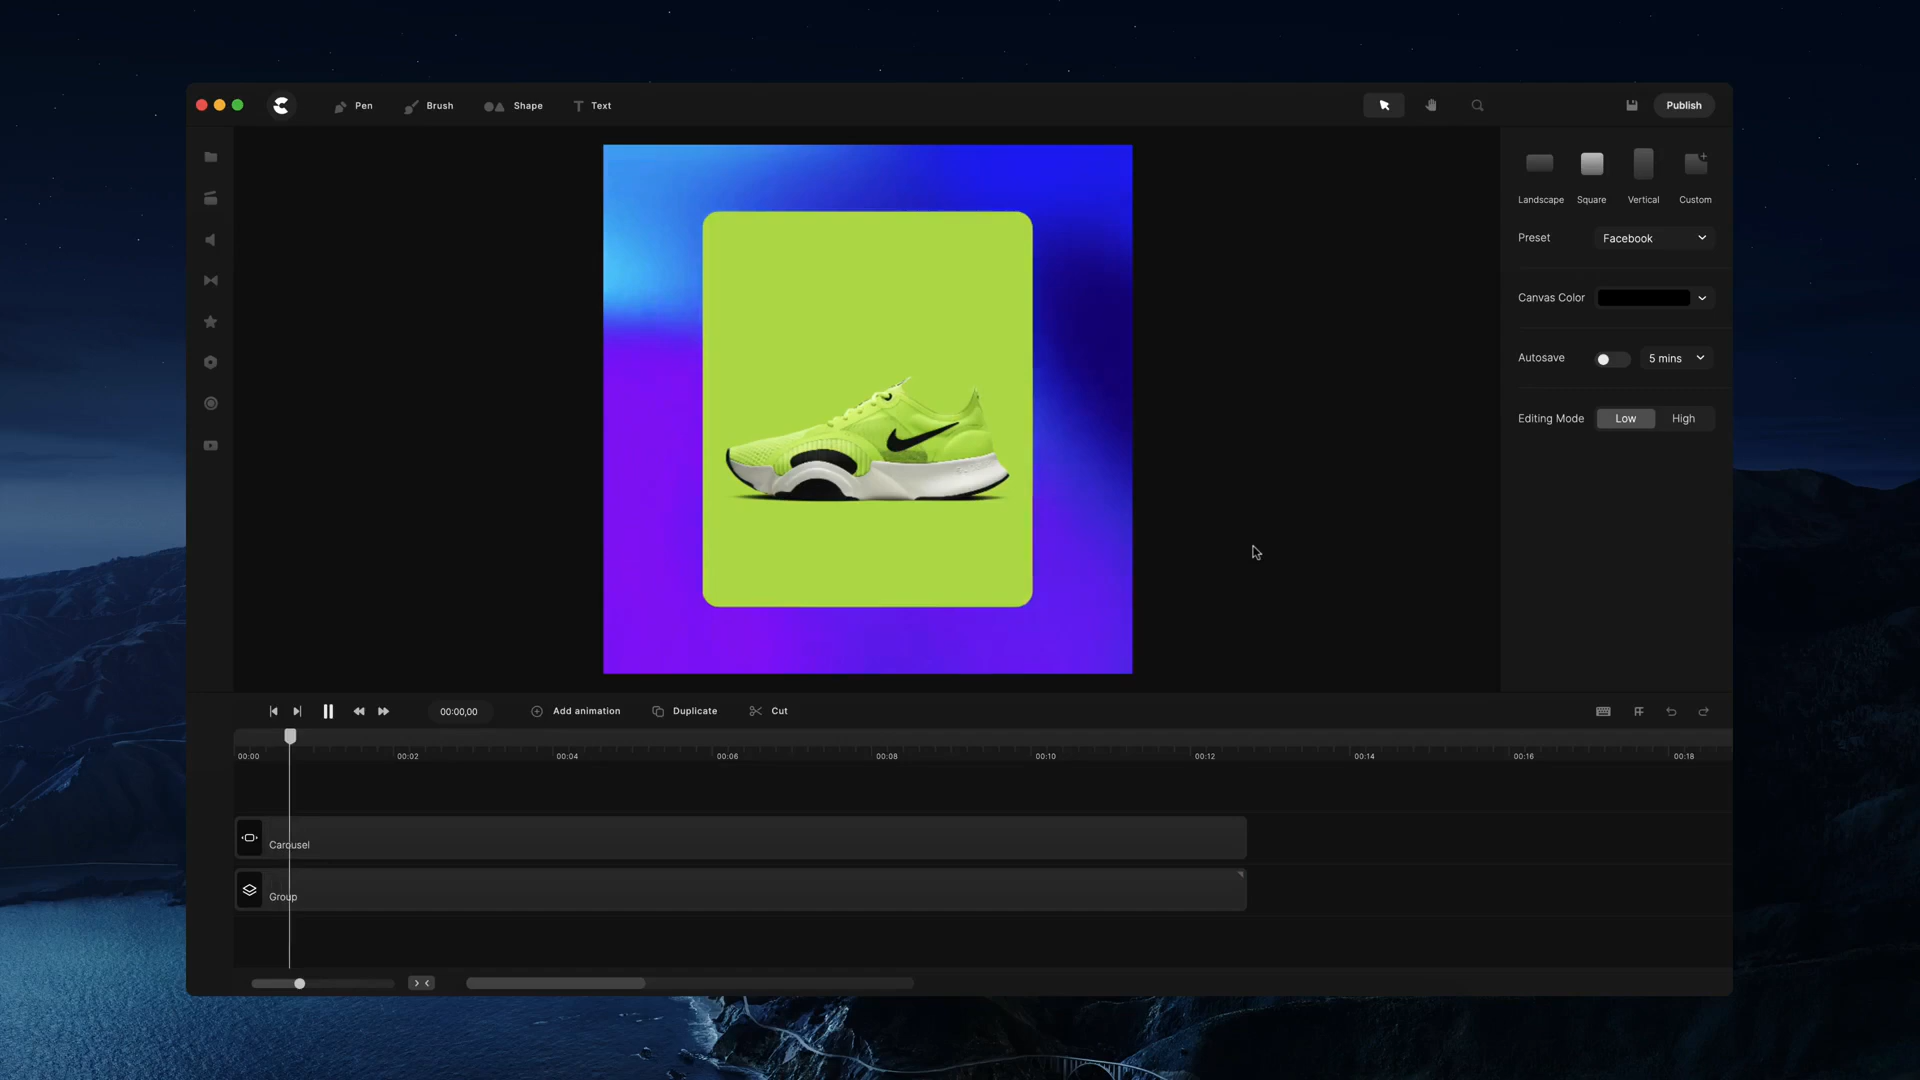 Pen Brush Shape Text Publish
Landscape Square Vertical Custom
Preset Facebook
Canvas Color
Autosave 5 mins
Editing Mode Low High
00:00,00 Add animation Duplicate Cut
00:00 00:02 00:04 00:06 00:08 00:10 00:12 00:14 00:16 00:18
Carousel
Group